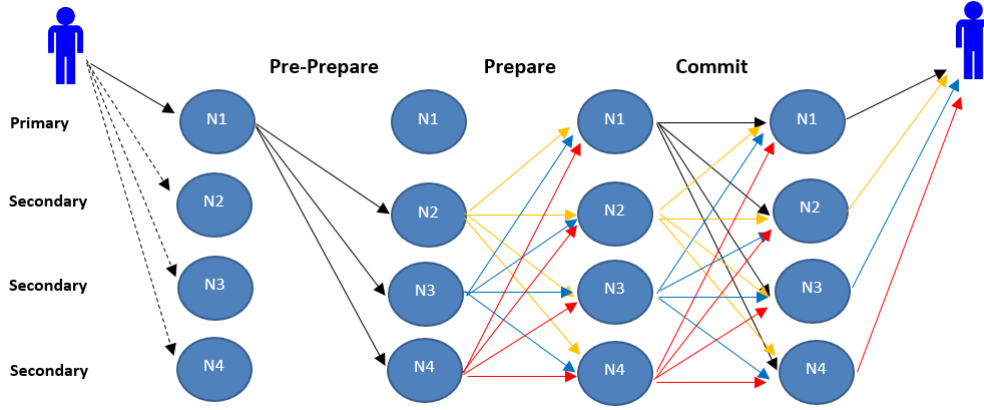 Pre-Prepare Prepare Commit
Primary N1 N1 N1 N1
Secondary N2 N2 N2 N2
Secondary N3 N3 N3 N3
Secondary N4 N4 N4 N4